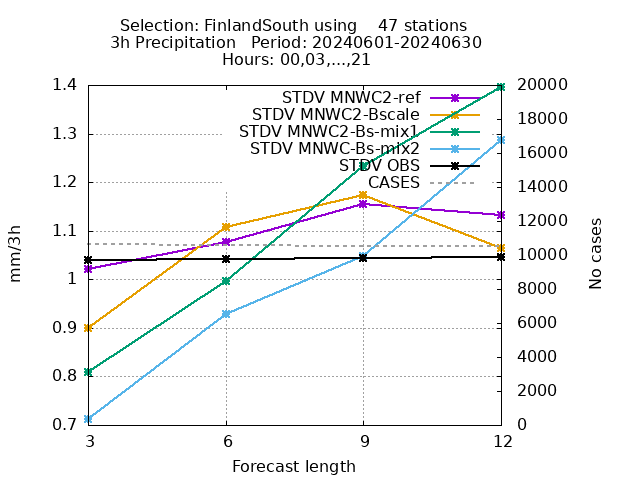 Selection: FinlandSouth using    47 stations
3h Precipitation   Period: 20240601-20240630
Hours: 00,03,...,21
STDV MNWC2-ref
STDV MNWC2-Bscale
STDV MNWC2-Bs-mix1
STDV MNWC-Bs-mix2
STDV OBS
CASES
1.4
1.3
1.2
1.1
1
0.9
0.8
0.7
mm/3h
20000
18000
16000
14000
12000
10000
8000
6000
4000
2000
0
No cases
3 6 9 12
Forecast length